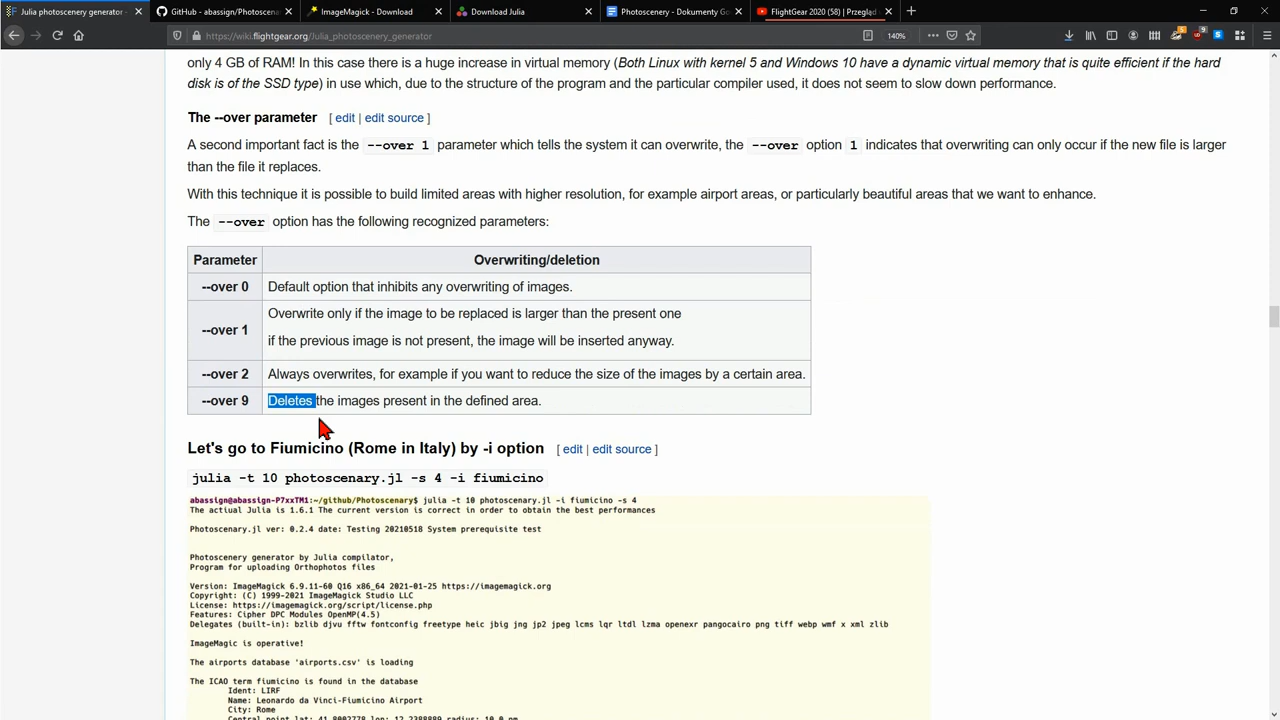 Julia photoscenery generator
GitHub - abassign/Photoscenar
ImageMagick - Download
Download Julia
Photoscenery - Dokumenty Go
FlightGear 2020 (58) | Przegląd
https://wiki.flightgear.org/Julia_photoscenery_generator
140%
only 4 GB of RAM! In this case there is a huge increase in virtual memory (Both Linux with kernel 5 and Windows 10 have a dynamic virtual memory that is quite efficient if the hard
disk is of the SSD type) in use which, due to the structure of the program and the particular compiler used, it does not seem to slow down performance.
The --over parameter [ edit | edit source ]
A second important fact is the --over 1 parameter which tells the system it can overwrite, the --over option 1 indicates that overwriting can only occur if the new file is larger
than the file it replaces.
With this technique it is possible to build limited areas with higher resolution, for example airport areas, or particularly beautiful areas that we want to enhance.
The --over option has the following recognized parameters:
Parameter Overwriting/deletion
--over 0 Default option that inhibits any overwriting of images.
--over 1 Overwrite only if the image to be replaced is larger than the present one
if the previous image is not present, the image will be inserted anyway.
--over 2 Always overwrites, for example if you want to reduce the size of the images by a certain area.
--over 9 Deletes the images present in the defined area.
Let's go to Fiumicino (Rome in Italy) by -i option [ edit | edit source ]
julia -t 10 photoscenary.jl -s 4 -i fiumicino
abassign@abassign-P7xxTM1:~/github/Photoscenary$ julia -t 10 photoscenary.jl -i fiumicino -s 4
The actiual Julia is 1.6.1 The current version is correct in order to obtain the best performances
Photoscenary.jl ver: 0.2.4 date: Testing 20210518 System prerequisite test
Photoscenery generator by Julia compilator,
Program for uploading Orthophotos files
Version: ImageMagick 6.9.11-60 Q16 x86_64 2021-01-25 https://imagemagick.org
Copyright: (C) 1999-2021 ImageMagick Studio LLC
License: https://imagemagick.org/script/license.php
Features: Cipher DPC Modules OpenMP(4.5)
Delegates (built-in): bzlib djvu fftw fontconfig freetype heic jbig jng jp2 jpeg lcms lqr ltdl lzma openexr pangocairo png tiff webp wmf x xml zlib
ImageMagic is operative!
The airports database 'airports.csv' is loading
The ICAO term fiumicino is found in the database
Ident: LIRF
Name: Leonardo da Vinci-Fiumicino Airport
City: Rome
Central point lat: 41.8002778 lon: 12.2388889 radius: 10.0 nm